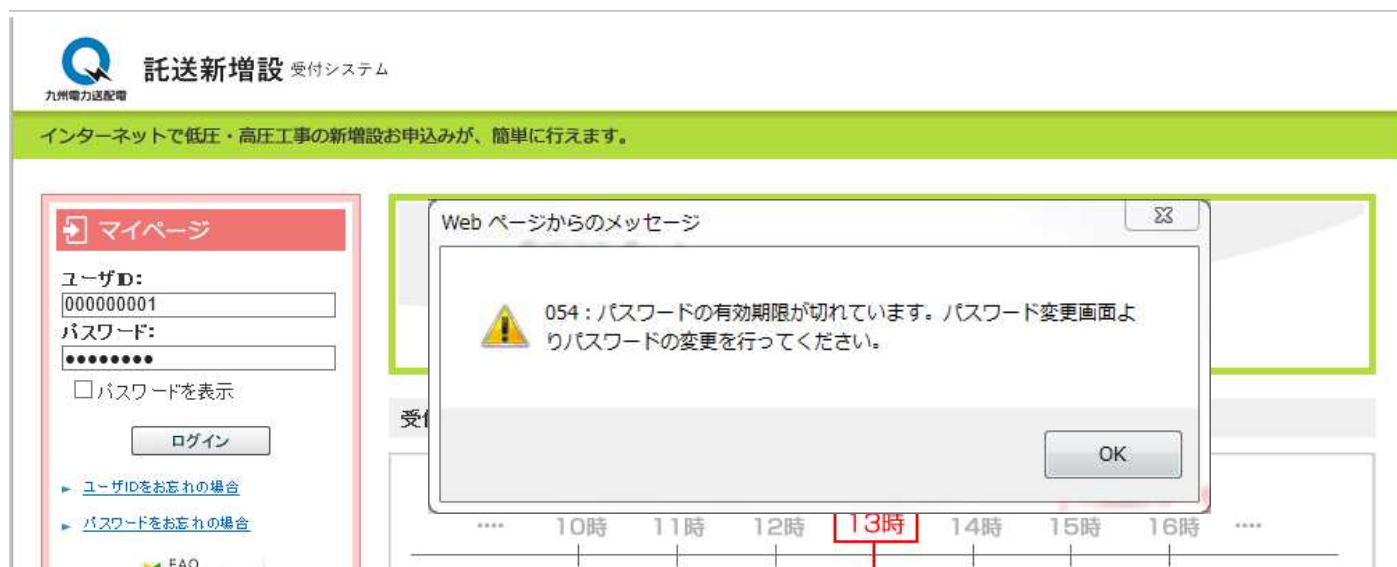 託送新増設 受付システム
九州電力送配電
インターネットで低圧・高圧工事の新増設お申込みが、簡単に行えます。
マイページ
ユーザID:
000000001
パスワード:
●●●●●●●●
パスワードを表示
ログイン
ユーザIDをお忘れの場合
パスワードをお忘れの場合
FAQ
Web ページからのメッセージ
054：パスワードの有効期限が切れています。パスワード変更画面よ
りパスワードの変更を行ってください。
OK
受付
.... 10時 11時 12時 13時 14時 15時 16時 ....